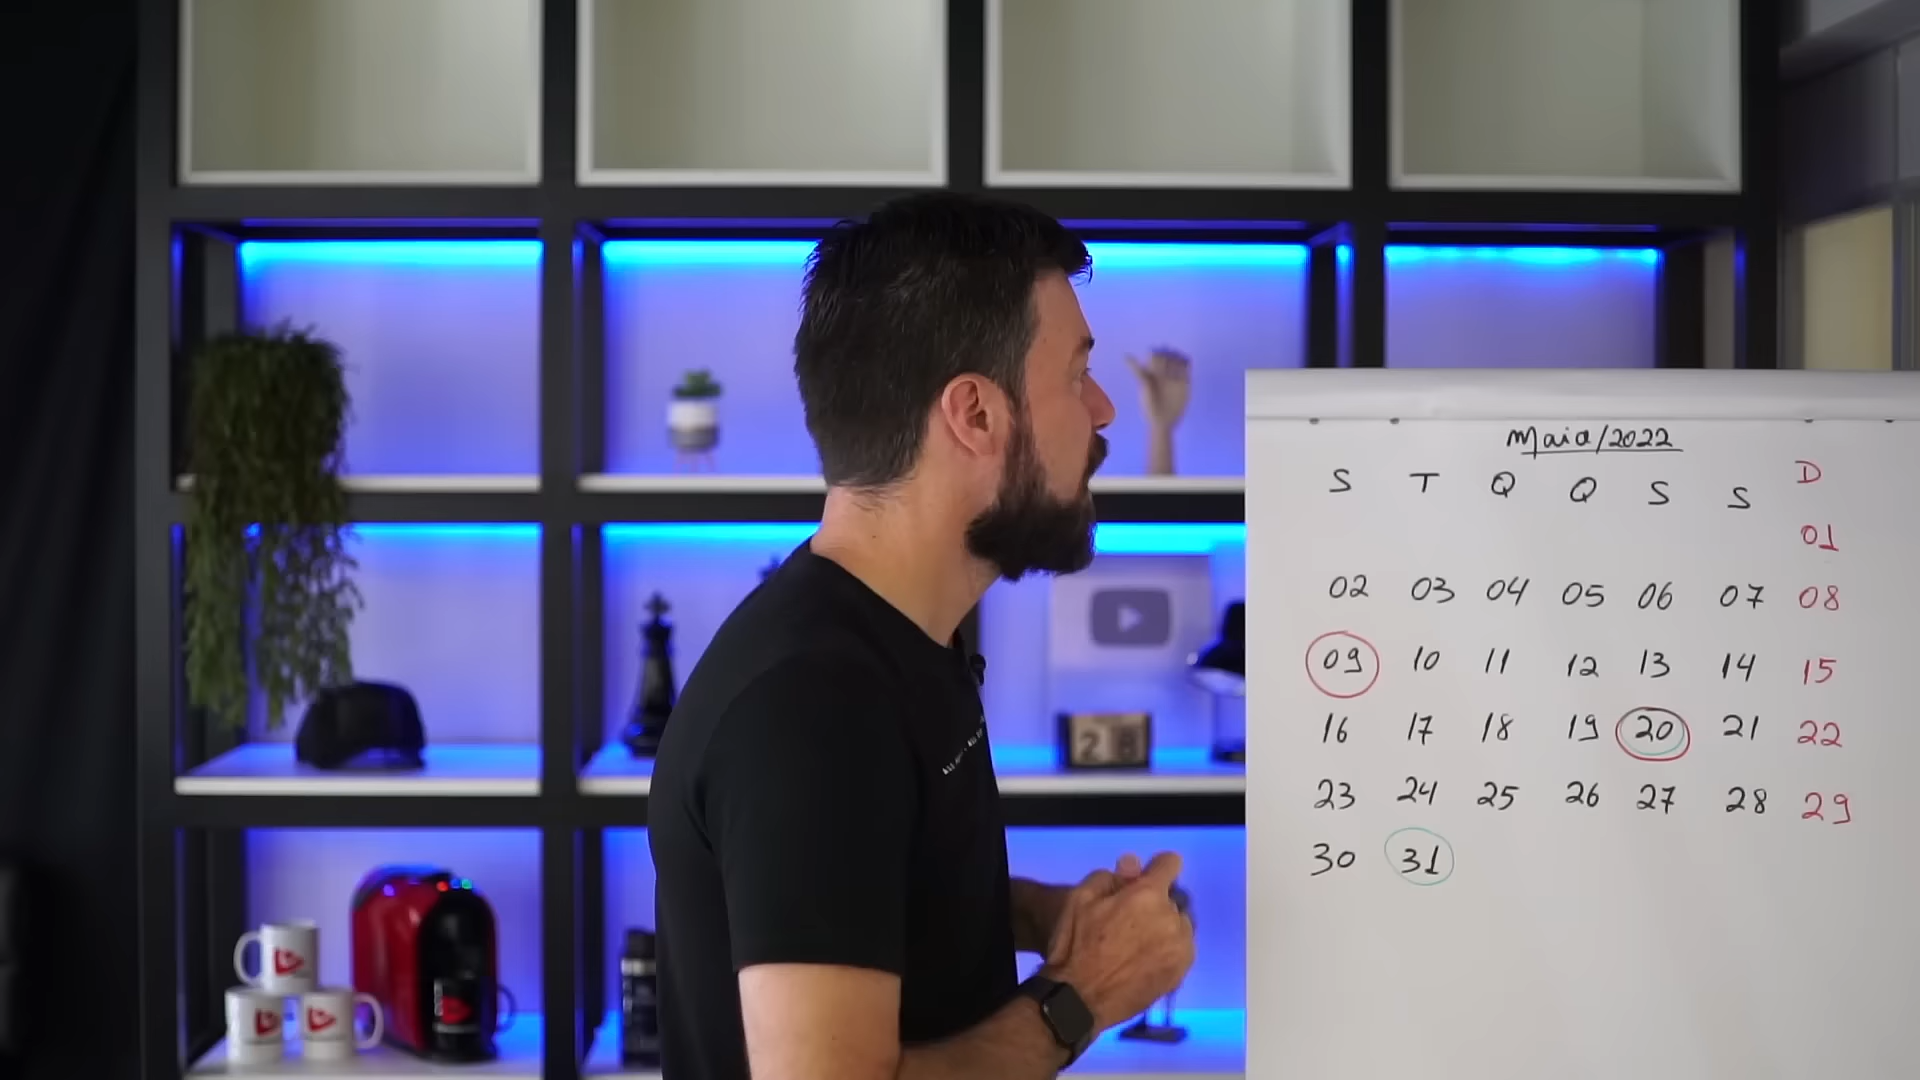 Maio/2022
S T Q Q S S D
01
02 03 04 05 06 07 08
09 10 11 12 13 14 15
16 17 18 19 20 21 22
23 24 25 26 27 28 29
30 31
28